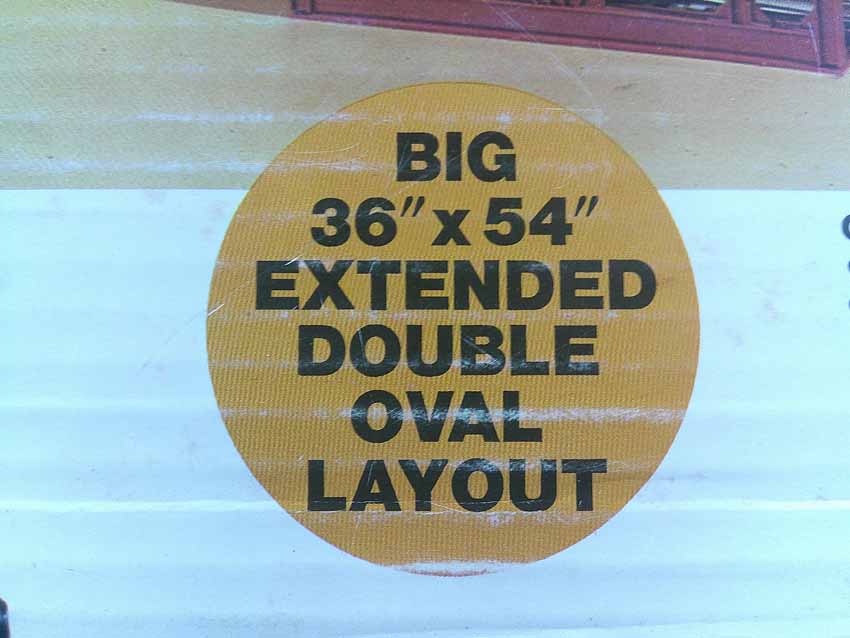 BIG
36" x 54"
EXTENDED
DOUBLE
OVAL
LAYOUT